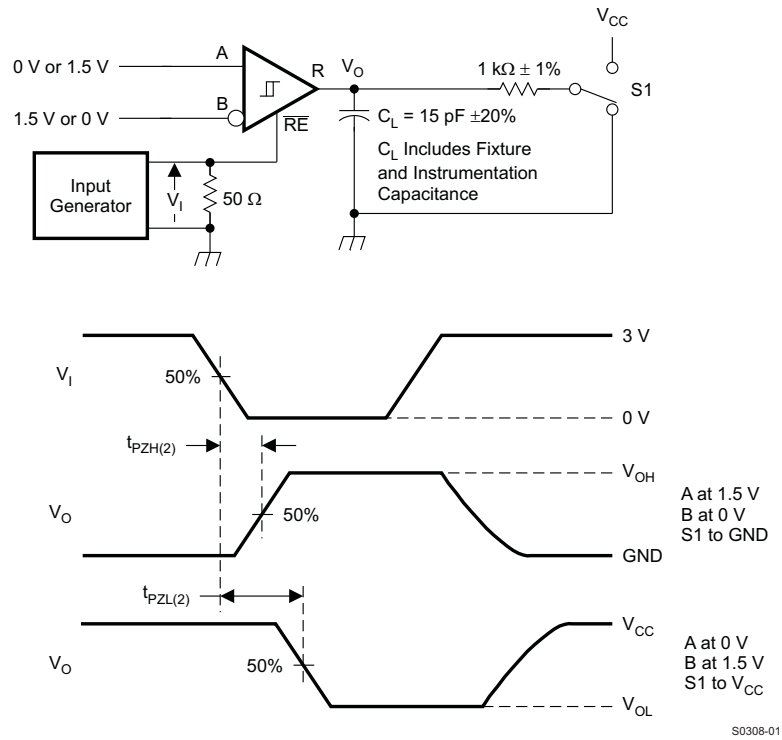 V_CC
0 V or 1.5 V
A
R
V_O
1 kΩ ± 1%
S1
1.5 V or 0 V
B
RE
C_L = 15 pF ±20%
C_L Includes Fixture
and Instrumentation
Capacitance
Input
Generator
V_I
50 Ω
3 V
V_I
50%
0 V
t_PZH(2)
V_OH
V_O
50%
A at 1.5 V
B at 0 V
S1 to GND
GND
t_PZL(2)
V_CC
V_O
50%
A at 0 V
B at 1.5 V
S1 to V_CC
V_OL
S0308-01